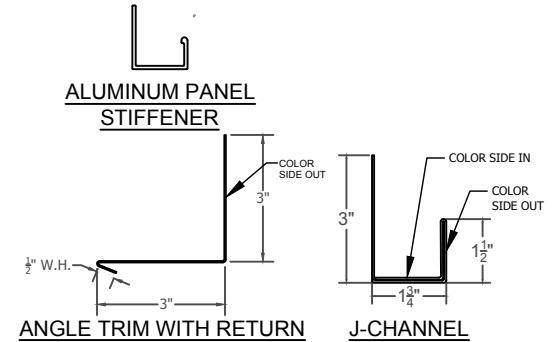 ALUMINUM PANEL
STIFFENER
COLOR
SIDE OUT
3"
½" W.H.
3"
ANGLE TRIM WITH RETURN
COLOR SIDE IN
COLOR
SIDE OUT
3"
1½"
1¾"
J-CHANNEL